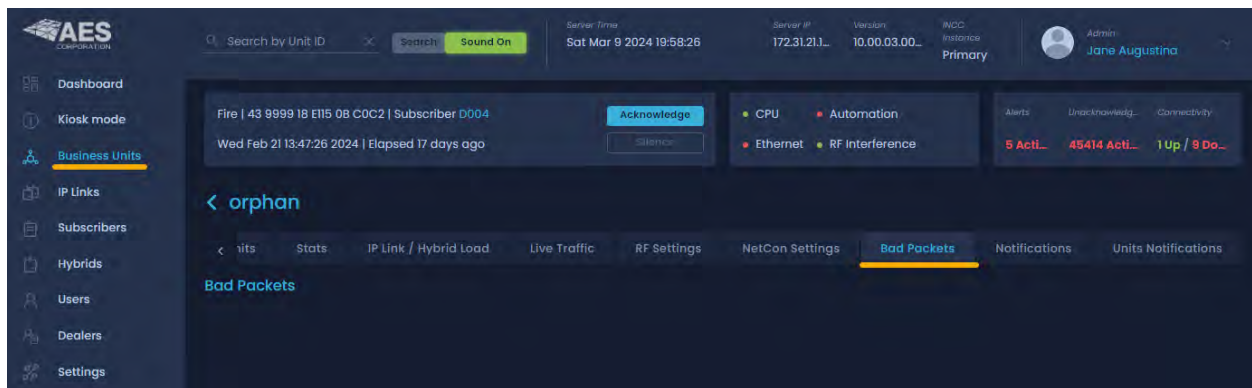 AES
CORPORATION
Search by Unit ID
Search
Sound On
Server Time
Sat Mar 9 2024 19:58:26
Server IP
172.31.21.1...
Version
10.00.03.00...
INCC
Instance
Primary
Admin
Jane Augustina
Dashboard
Kiosk mode
Business Units
IP Links
Subscribers
Hybrids
Users
Dealers
Settings
Fire | 43 9999 18 E115 08 C0C2 | Subscriber D004
Acknowledge
Wed Feb 21 13:47:26 2024 | Elapsed 17 days ago
Silence
CPU
Automation
Ethernet
RF Interference
Alerts
Unacknowledg...
Connectivity
5 Acti...
45414 Acti...
1 Up / 9 Do...
orphan
nits
Stats
IP Link / Hybrid Load
Live Traffic
RF Settings
NetCon Settings
Bad Packets
Notifications
Units Notifications
Bad Packets